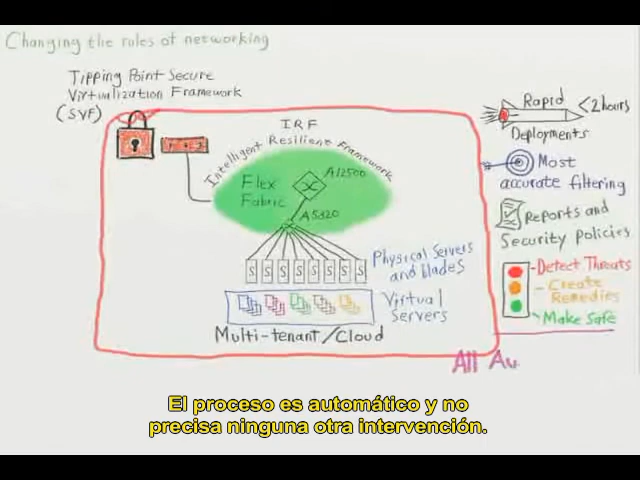 Changing the rules of networking
Tipping Point Secure
Virtualization Framework
(SVF)
IRF
Intelligent Resilient Framework
Flex
Fabric
A12500
A5820
S S S S S S S S
Physical Servers
and blades
Virtual
Servers
Multi-tenant/Cloud
Rapid
Deployments
<2hours
Most
accurate filtering
Reports and
Security policies
Detect Threats
Create
Remedies
Make Safe
All Au
El proceso es automático y no
precisa ninguna otra intervención.